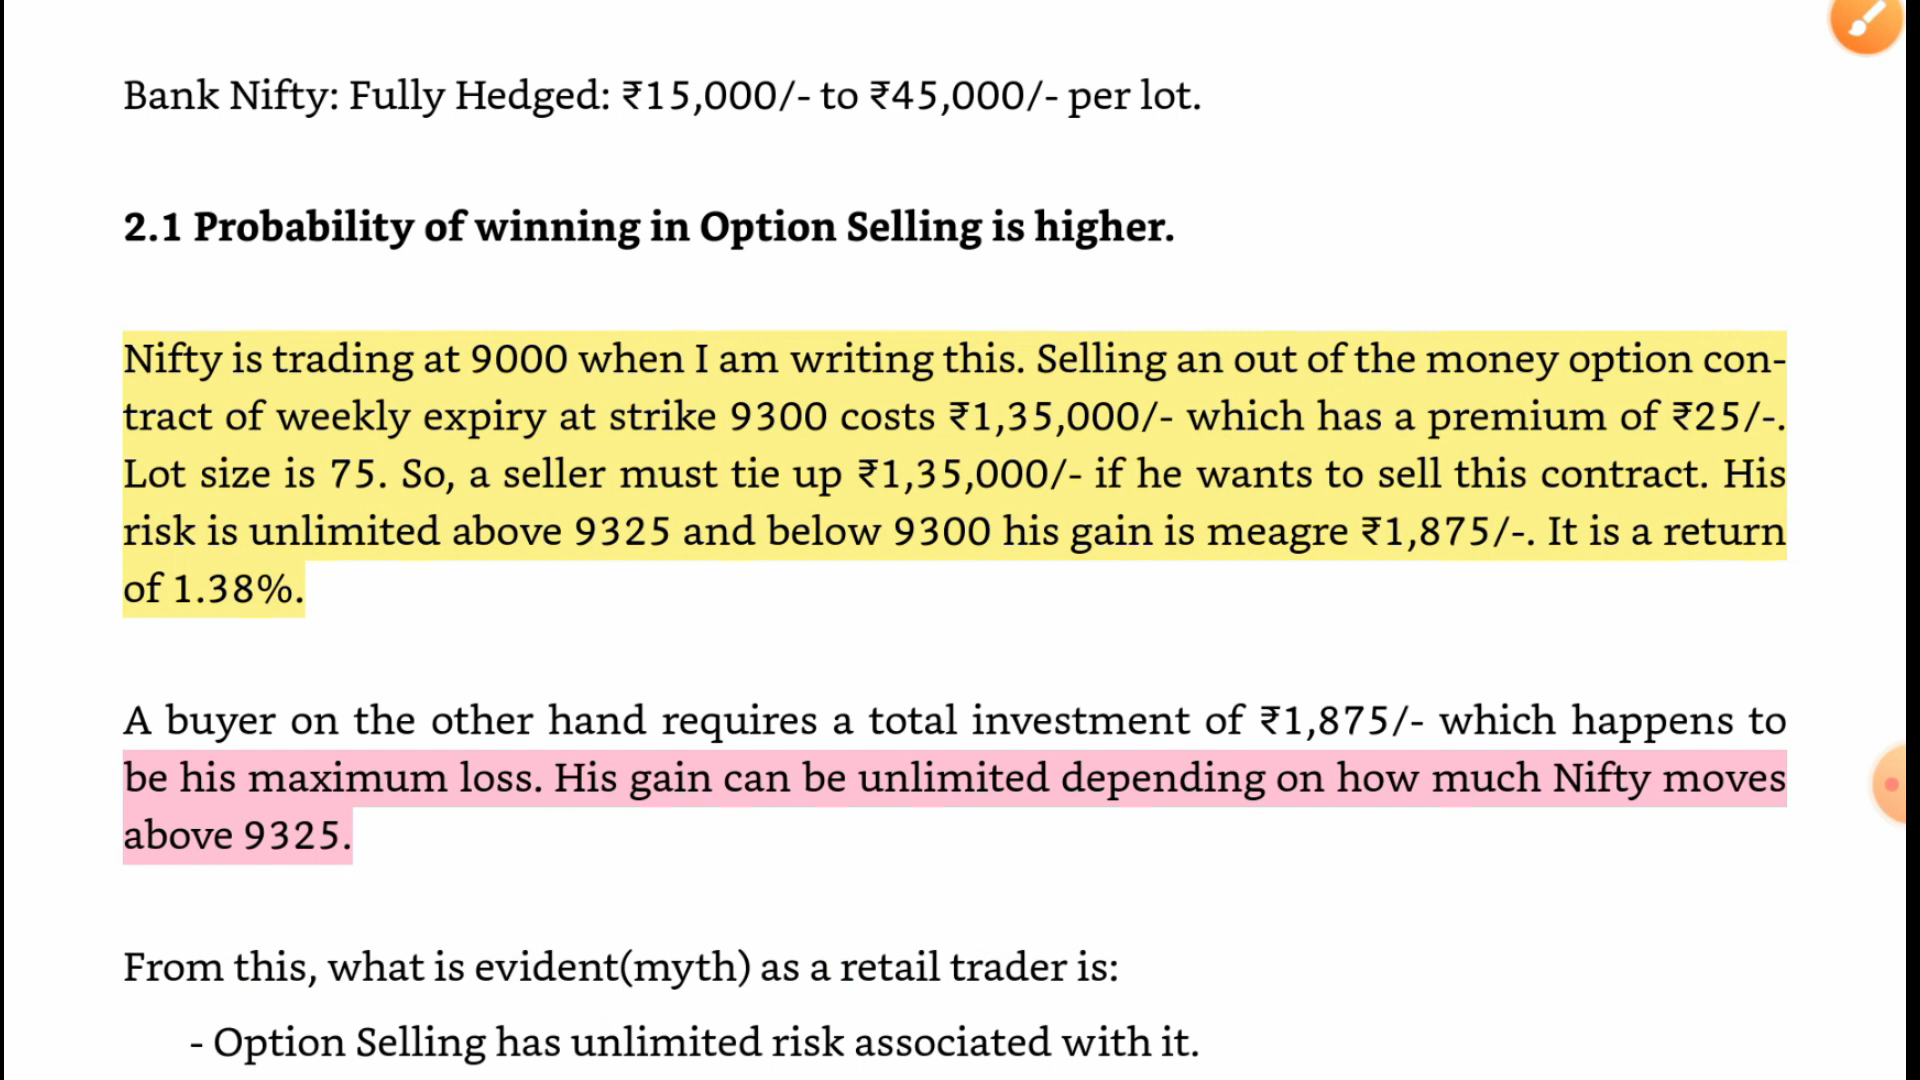 Bank Nifty: Fully Hedged: ₹15,000/- to ₹45,000/- per lot.
2.1 Probability of winning in Option Selling is higher.
Nifty is trading at 9000 when I am writing this. Selling an out of the money option con-
tract of weekly expiry at strike 9300 costs ₹1,35,000/- which has a premium of ₹25/-.
Lot size is 75. So, a seller must tie up ₹1,35,000/- if he wants to sell this contract. His
risk is unlimited above 9325 and below 9300 his gain is meagre ₹1,875/-. It is a return
of 1.38%.
A buyer on the other hand requires a total investment of ₹1,875/- which happens to
be his maximum loss. His gain can be unlimited depending on how much Nifty moves
above 9325.
From this, what is evident(myth) as a retail trader is:
- Option Selling has unlimited risk associated with it.